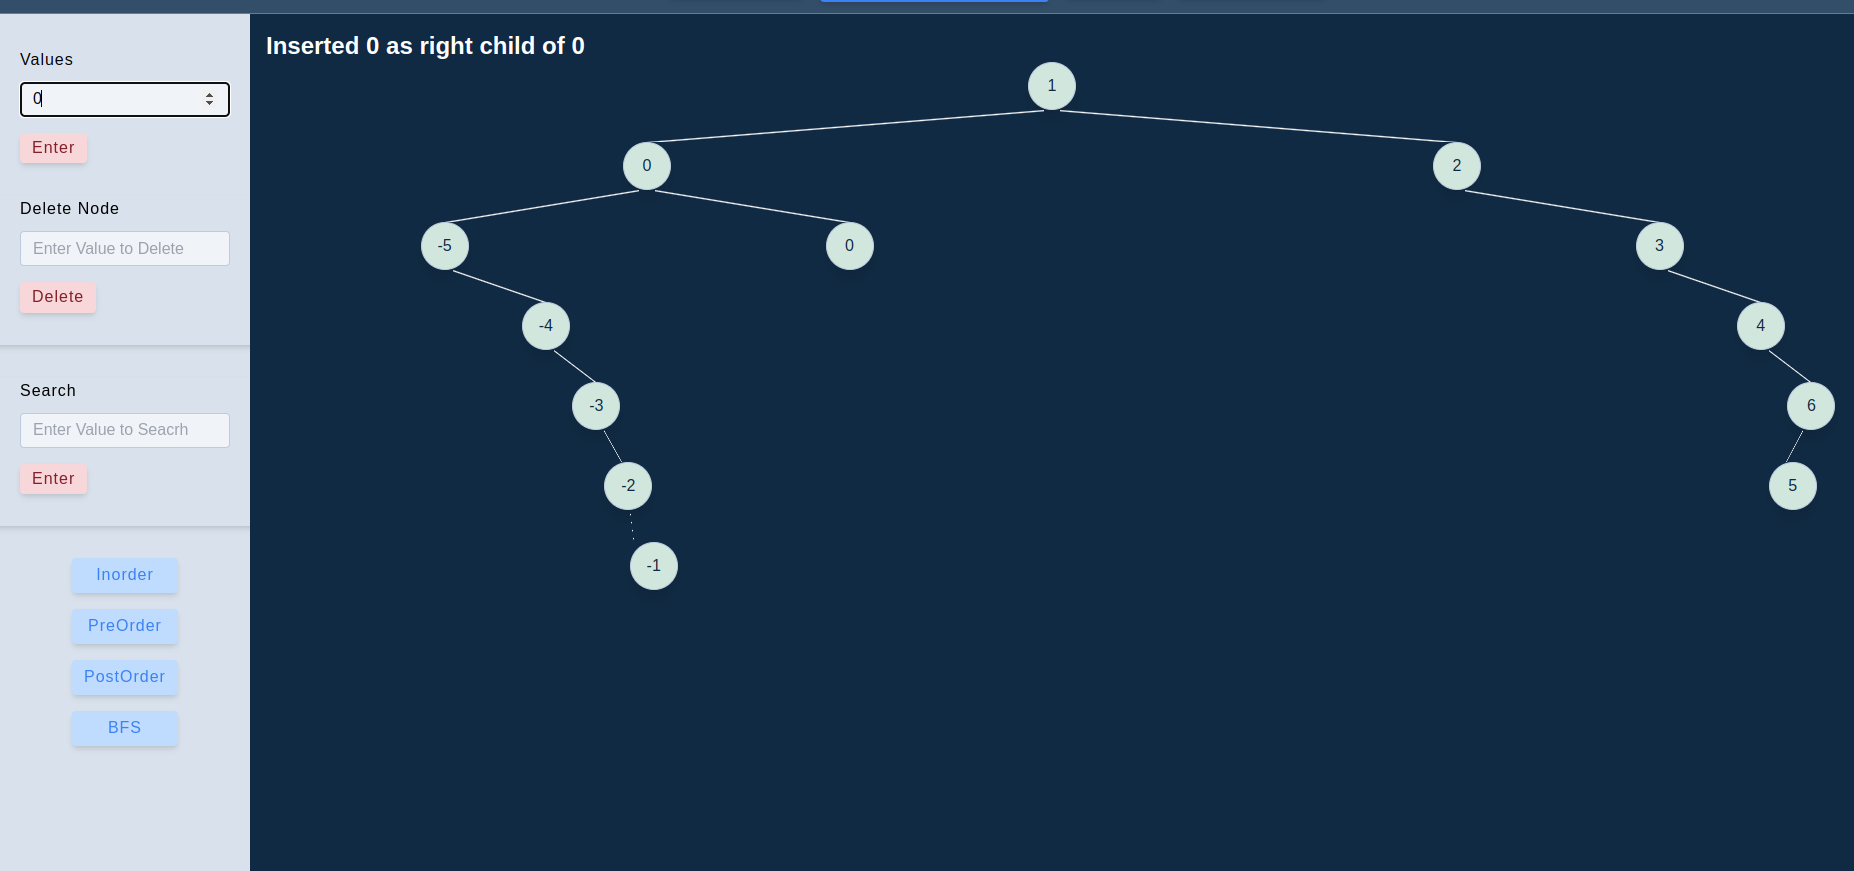 Values
0
Enter
Delete Node
Enter Value to Delete
Delete
Search
Enter Value to Seacrh
Enter
Inorder
PreOrder
PostOrder
BFS
Inserted 0 as right child of 0
1
0
2
-5
0
3
-4
4
-3
6
-2
5
-1